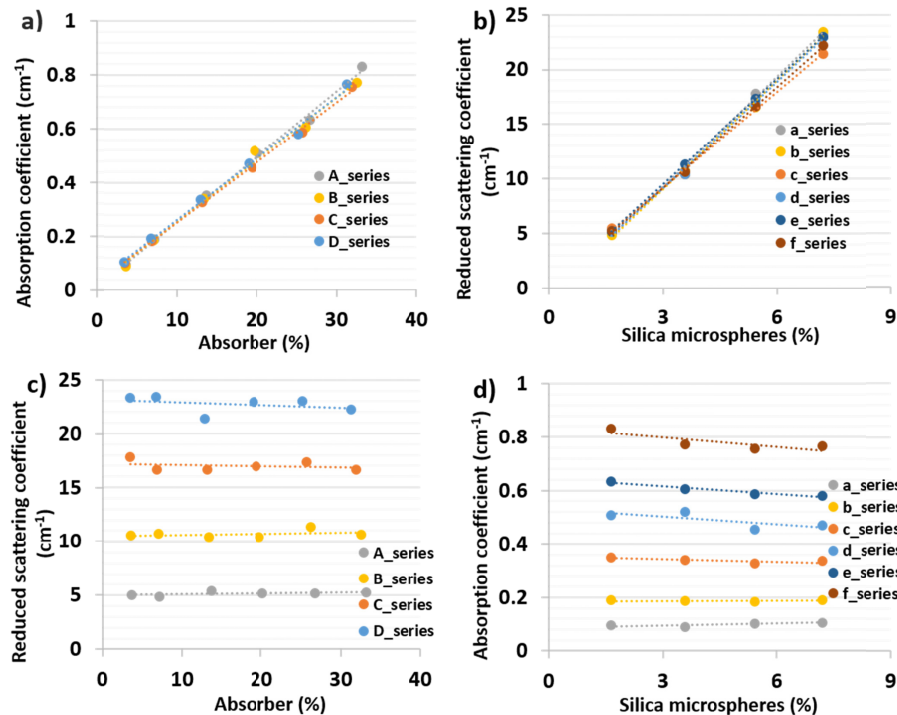 a)
1
0.8
0.6
0.4
0.2
0
0 10 20 30 40
Absorption coefficient (cm⁻¹)
Absorber (%)
A_series
B_series
C_series
D_series
b)
25
20
15
10
5
0
0 3 6 9
Reduced scattering coefficient
(cm⁻¹)
Silica microspheres (%)
a_series
b_series
c_series
d_series
e_series
f_series
c)
25
20
15
10
5
0
0 10 20 30 40
Reduced scattering coefficient
(cm⁻¹)
Absorber (%)
A_series
B_series
C_series
D_series
d)
1
0.8
0.6
0.4
0.2
0
0 3 6 9
Absorption coefficient (cm⁻¹)
Silica microspheres (%)
a_series
b_series
c_series
d_series
e_series
f_series